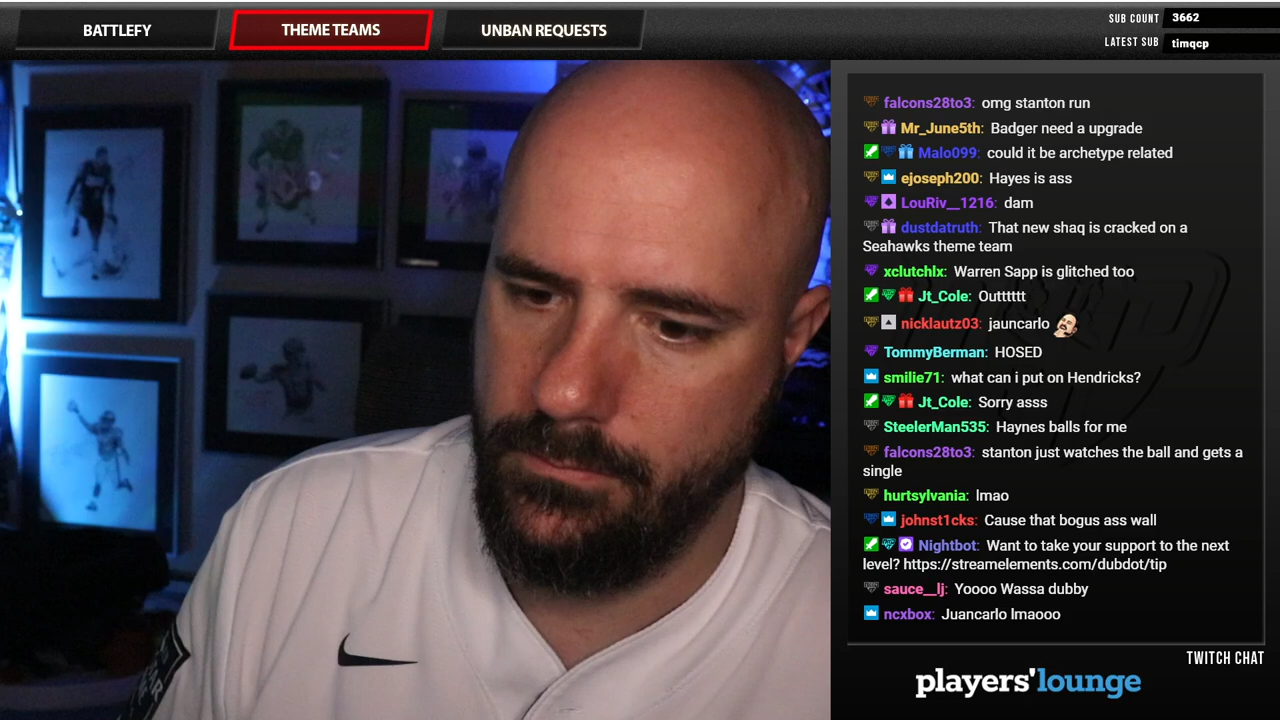 BATTLEFY
THEME TEAMS
UNBAN REQUESTS
SUB COUNT 3662
LATEST SUB timqcp
falcons28to3: omg stanton run
Mr_June5th: Badger need a upgrade
Malo099: could it be archetype related
ejoseph200: Hayes is ass
LouRiv__1216: dam
dustdatruth: That new shaq is cracked on a
Seahawks theme team
xclutchlx: Warren Sapp is glitched too
Jt_Cole: Outttttt
nicklautz03: jauncarlo
TommyBerman: HOSED
smilie71: what can i put on Hendricks?
Jt_Cole: Sorry asss
SteelerMan535: Haynes balls for me
falcons28to3: stanton just watches the ball and gets a
single
hurtsylvania: lmao
johnst1cks: Cause that bogus ass wall
Nightbot: Want to take your support to the next
level? https://streamelements.com/dubdot/tip
sauce__lj: Yoooo Wassa dubby
ncxbox: Juancarlo lmaooo
TWITCH CHAT
players'lounge